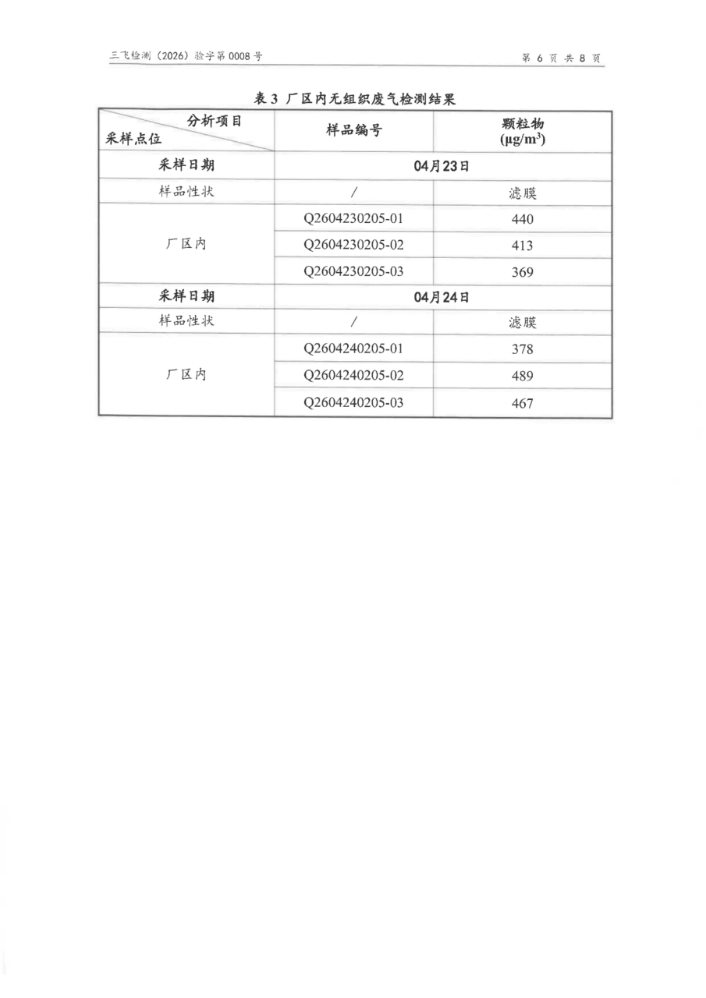 三飞检测（2026）验字第0008号 第 6 页 共 8 页
表 3 厂区内无组织废气检测结果
分析项目
采样点位
样品编号
颗粒物
(μg/m³)
采样日期 04月23日
样品性状 / 滤膜
厂区内
Q2604230205-01 440
Q2604230205-02 413
Q2604230205-03 369
采样日期 04月24日
样品性状 / 滤膜
厂区内
Q2604240205-01 378
Q2604240205-02 489
Q2604240205-03 467